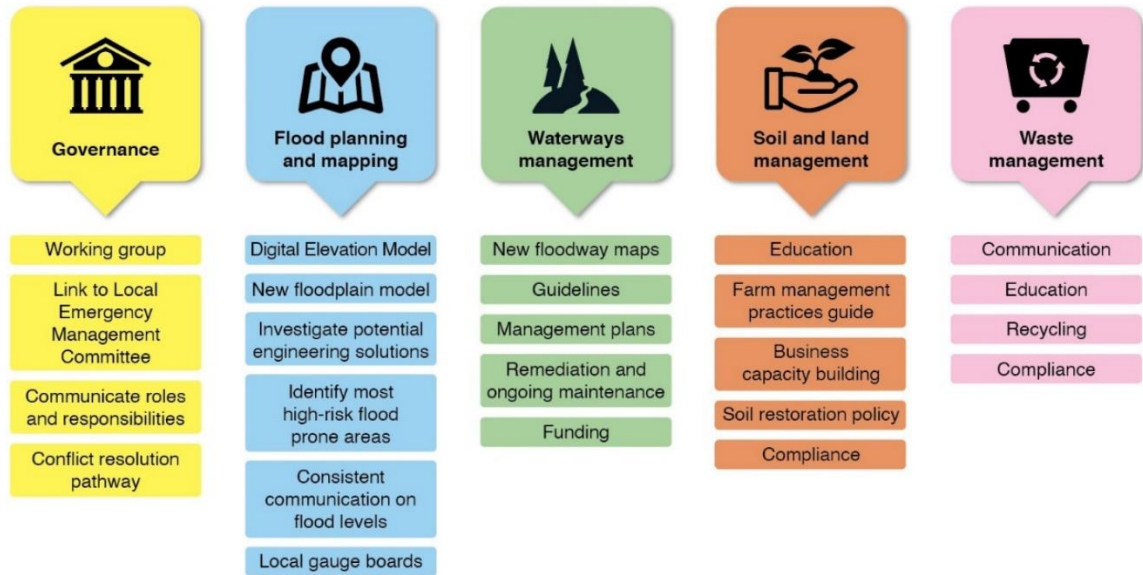 Governance
Working group
Link to Local
Emergency
Management
Committee
Communicate roles
and responsibilities
Conflict resolution
pathway
Flood planning
and mapping
Digital Elevation Model
New floodplain model
Investigate potential
engineering solutions
Identify most
high-risk flood
prone areas
Consistent
communication on
flood levels
Local gauge boards
Waterways
management
New floodway maps
Guidelines
Management plans
Remediation and
ongoing maintenance
Funding
Soil and land
management
Education
Farm management
practices guide
Business
capacity building
Soil restoration policy
Compliance
Waste
management
Communication
Education
Recycling
Compliance